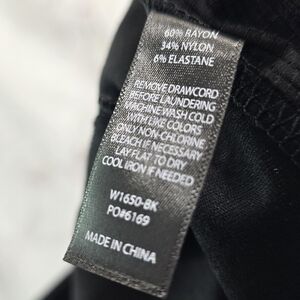 60% RAYON
34% NYLON
6% ELASTANE
REMOVE DRAWCORD
BEFORE LAUNDERING
MACHINE WASH COLD
WITH LIKE COLORS
ONLY NON-CHLORINE
BLEACH IF NECESSARY
LAY FLAT TO DRY
COOL IRON IF NEEDED
W1650-BK
PO#6169
MADE IN CHINA